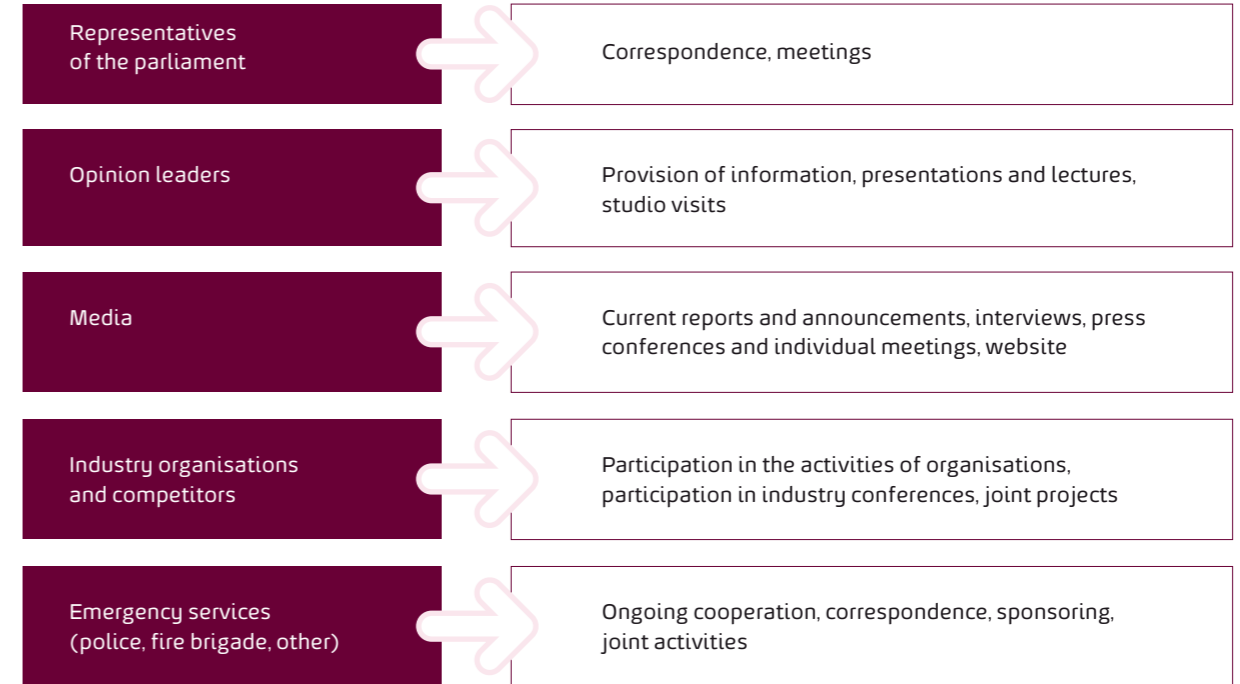 Representatives
of the parliament
Correspondence, meetings
Opinion leaders
Provision of information, presentations and lectures,
studio visits
Media
Current reports and announcements, interviews, press
conferences and individual meetings, website
Industry organisations
and competitors
Participation in the activities of organisations,
participation in industry conferences, joint projects
Emergency services
(police, fire brigade, other)
Ongoing cooperation, correspondence, sponsoring,
joint activities